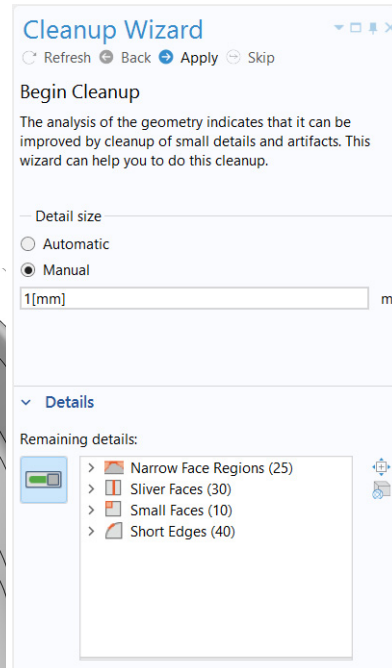 Cleanup Wizard
Refresh Back Apply Skip
Begin Cleanup
The analysis of the geometry indicates that it can be
improved by cleanup of small details and artifacts. This
wizard can help you to do this cleanup.
Detail size
Automatic
Manual
1[mm]
m
Details
Remaining details:
Narrow Face Regions (25)
Sliver Faces (30)
Small Faces (10)
Short Edges (40)